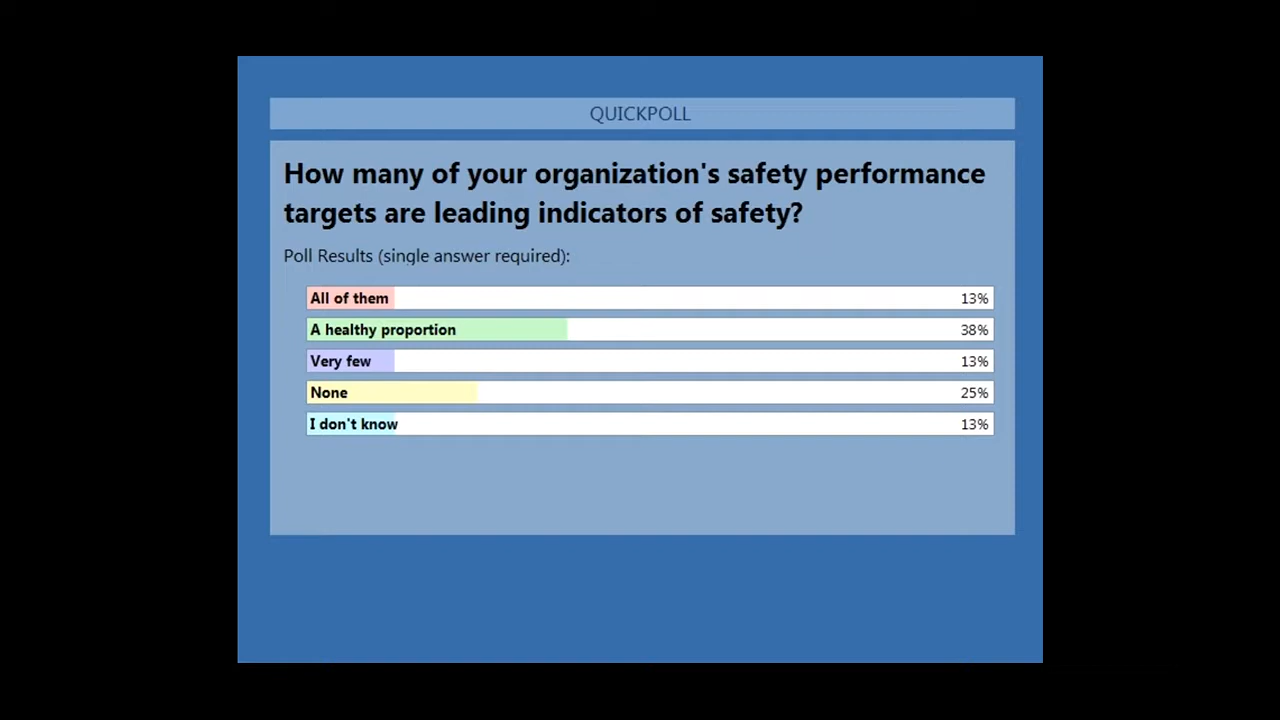 QUICKPOLL
How many of your organization's safety performance
targets are leading indicators of safety?
Poll Results (single answer required):
All of them 13%
A healthy proportion 38%
Very few 13%
None 25%
I don't know 13%